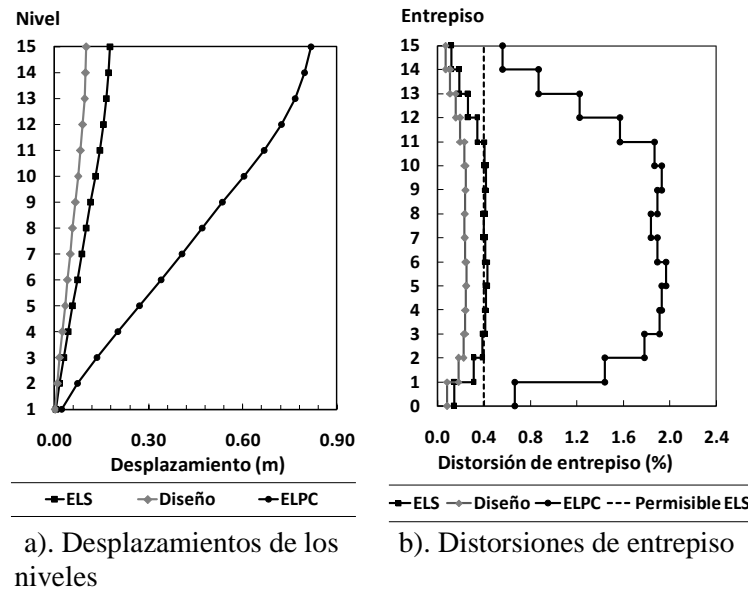 Nivel
15
14
13
12
11
10
9
8
7
6
5
4
3
2
1
0.00 0.30 0.60 0.90
Desplazamiento (m)
ELS Diseño ELPC
a). Desplazamientos de los
niveles
Entrepiso
15
14
13
12
11
10
9
8
7
6
5
4
3
2
1
0
0.0 0.4 0.8 1.2 1.6 2.0 2.4
Distorsión de entrepiso (%)
ELS Diseño ELPC Permisible ELS
b). Distorsiones de entrepiso